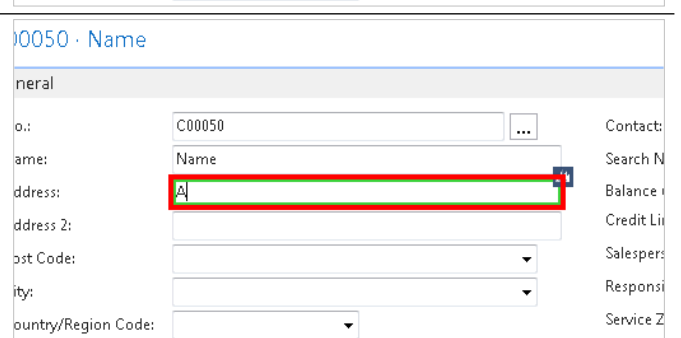 00050 · Name
neral
o.:
C00050
...
Contact:
ame:
Name
Search N
ddress:
A
Balance
ddress 2:
Credit Li
ost Code:
Salespers
ity:
Responsi
ountry/Region Code:
Service Z